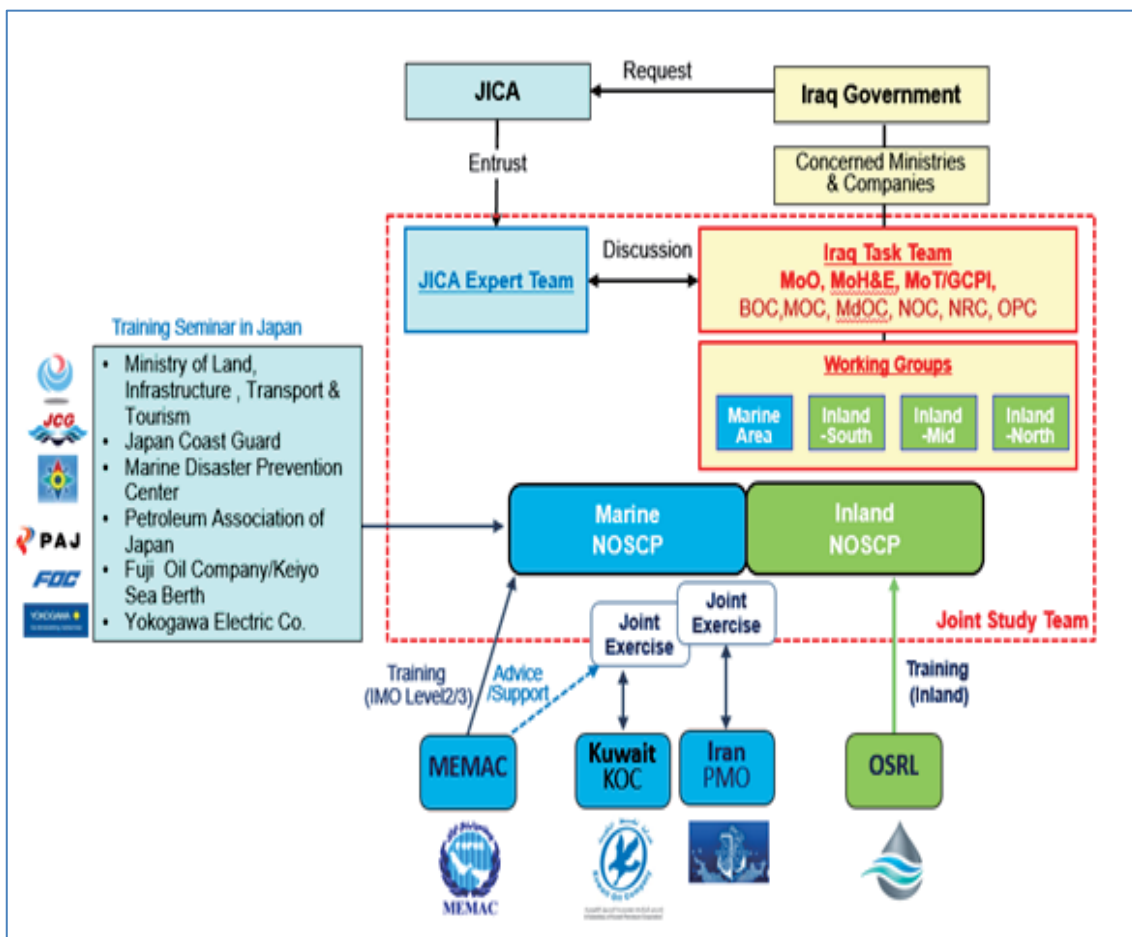 Request
JICA
Iraq Government
Entrust
Concerned Ministries
& Companies
JICA Expert Team
Discussion
Iraq Task Team
MoO, MoH&E, MoT/GCPI,
BOC,MOC, MdOC, NOC, NRC, OPC
Working Groups
Marine
Area
Inland
-South
Inland
-Mid
Inland
-North
Training Seminar in Japan
• Ministry of Land,
Infrastructure , Transport &
Tourism
• Japan Coast Guard
• Marine Disaster Prevention
Center
• Petroleum Association of
Japan
• Fuji Oil Company/Keiyo
Sea Berth
• Yokogawa Electric Co.
JCG
PAJ
FOC
YOKOGAWA
Marine
NOSCP
Inland
NOSCP
Joint
Exercise
Joint
Exercise
Joint Study Team
Training
(IMO Level2/3)
Advice
/Support
Training
(Inland)
MEMAC
Kuwait
KOC
Iran
PMO
OSRL
MEMAC
Kuwait Oil Company